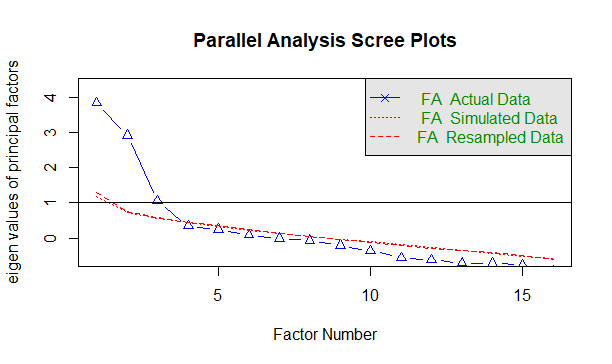 Parallel Analysis Scree Plots
eigen values of principal factors
4
3
2
1
0
FA Actual Data
FA Simulated Data
FA Resampled Data
5
10
15
Factor Number